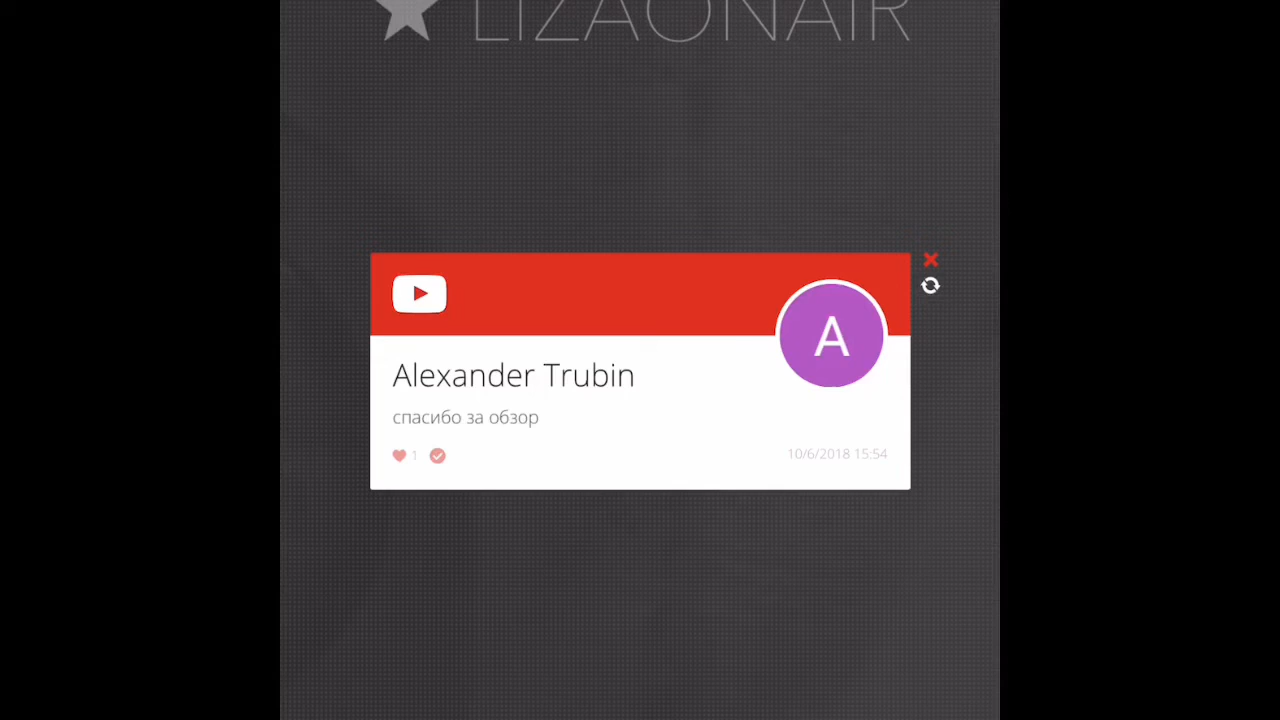 LIZAONAIR
A
Alexander Trubin
спасибо за обзор
1
10/6/2018 15:54